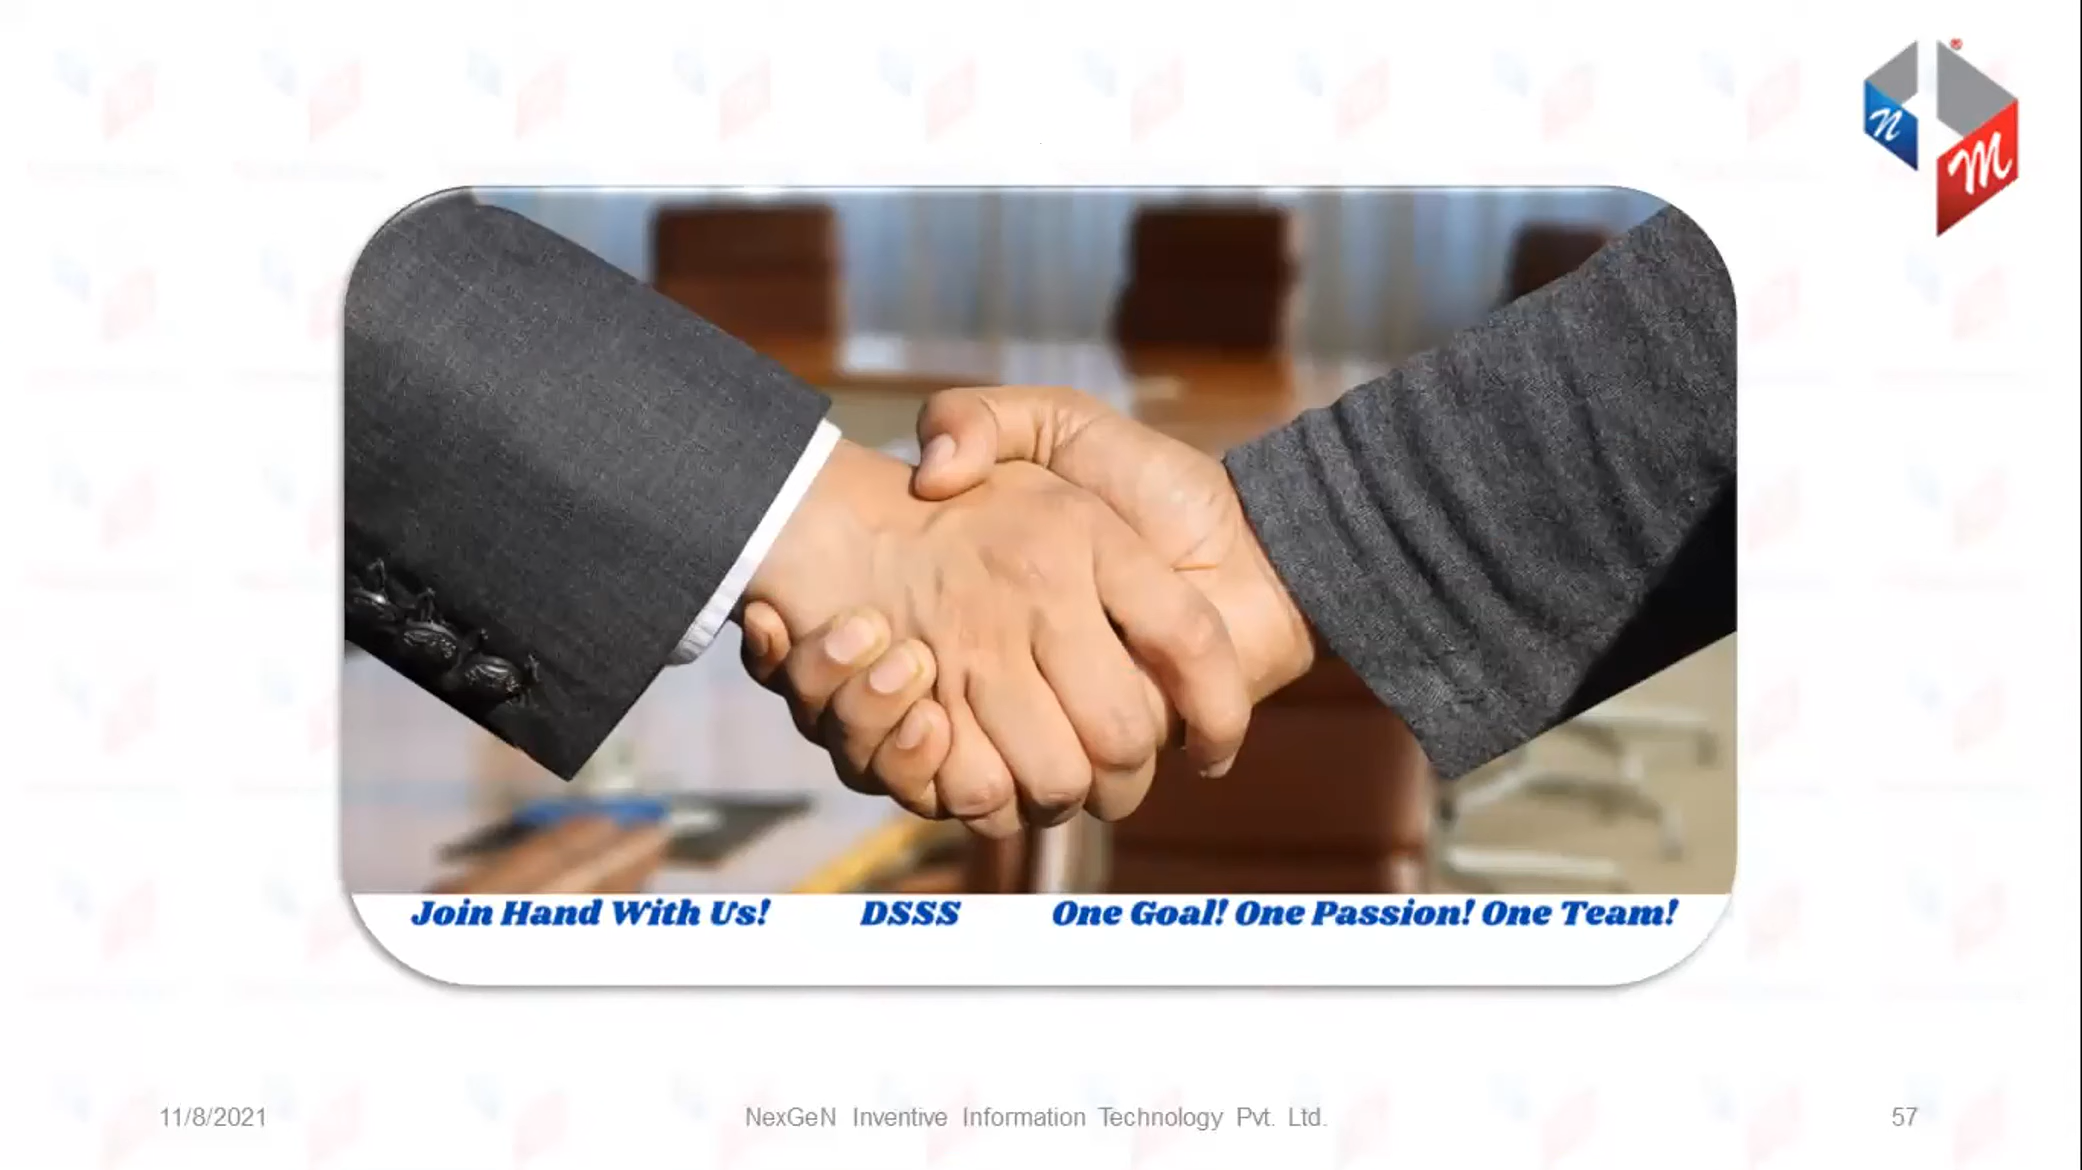 n
M
Join Hand With Us! DSSS One Goal! One Passion! One Team!
11/8/2021 NexGeN Inventive Information Technology Pvt. Ltd. 57